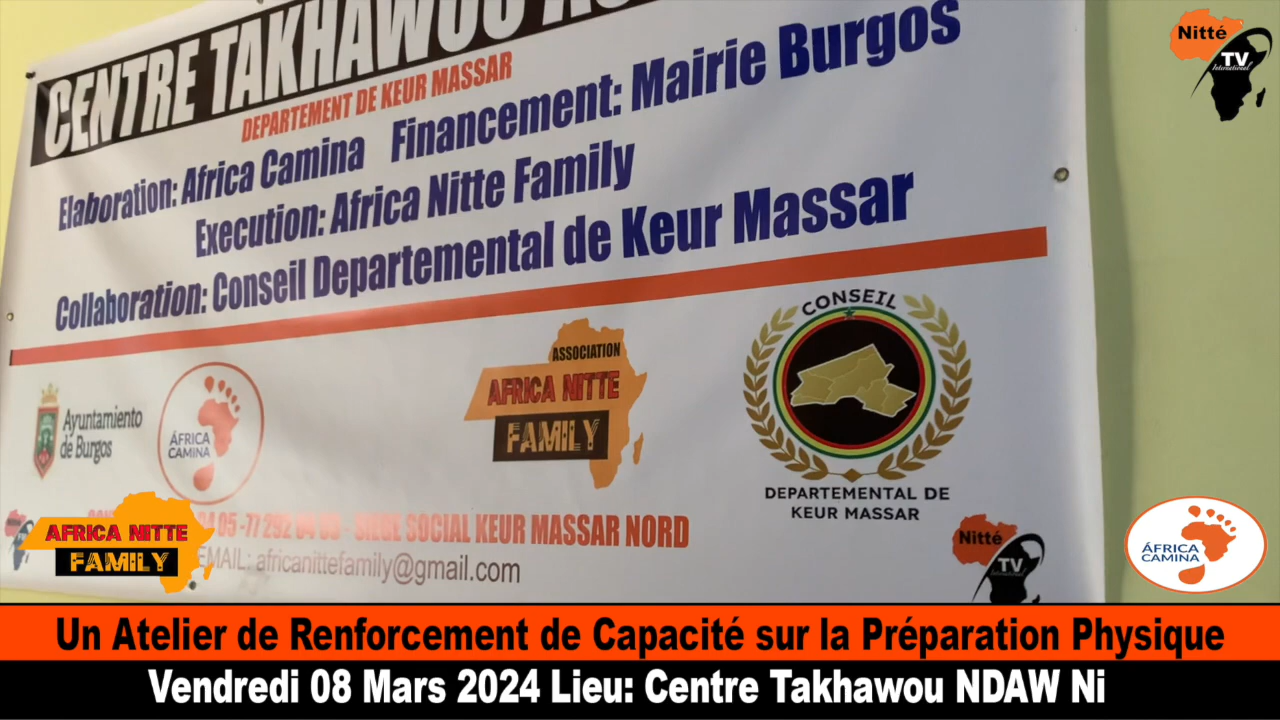 CENTRE TAKHAWOU
DEPARTEMENT DE KEUR MASSAR
Elaboration: Africa Camina Financement: Mairie Burgos
Execution: Africa Nitte Family
Collaboration: Conseil Departemental de Keur Massar
Nitté
TV
International
Ayuntamiento
de Burgos
ÁFRICA
CAMINA
ASSOCIATION
AFRICA NITTE
FAMILY
CONSEIL
DEPARTEMENTAL DE
KEUR MASSAR
SIEGE SOCIAL KEUR MASSAR NORD
EMAIL: africanittefamily@gmail.com
AFRICA NITTE
FAMILY
Nitté
TV
ÁFRICA
CAMINA
Un Atelier de Renforcement de Capacité sur la Préparation Physique
Vendredi 08 Mars 2024 Lieu: Centre Takhawou NDAW Ni